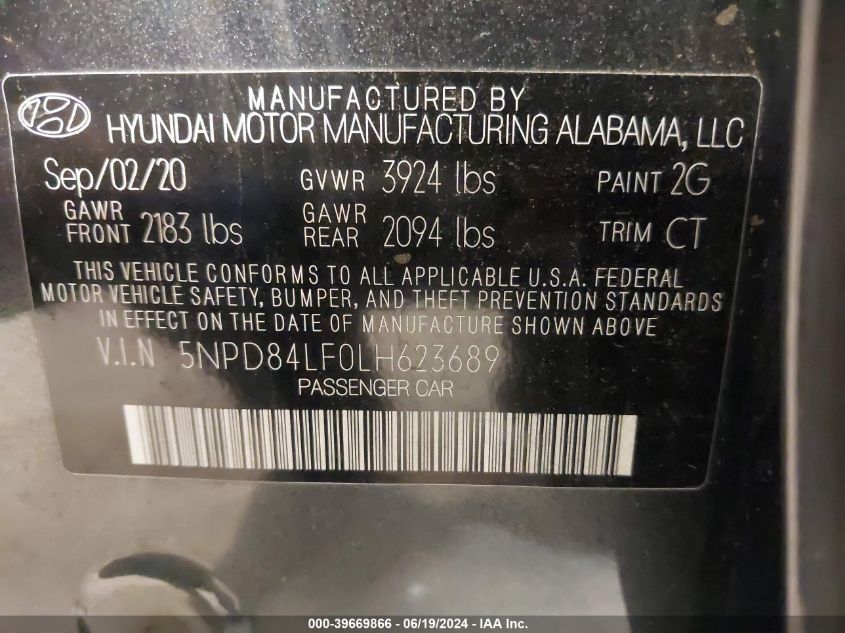 MANUFACTURED BY
HYUNDAI MOTOR MANUFACTURING ALABAMA, LLC
Sep/02/20 GVWR 3924 lbs PAINT 2G
GAWR FRONT 2183 lbs GAWR REAR 2094 lbs TRIM CT
THIS VEHICLE CONFORMS TO ALL APPLICABLE U.S.A. FEDERAL
MOTOR VEHICLE SAFETY, BUMPER, AND THEFT PREVENTION STANDARDS
IN EFFECT ON THE DATE OF MANUFACTURE SHOWN ABOVE
V.I.N 5NPD84LF0LH623689
PASSENGER CAR
000-39669866 - 06/19/2024 - IAA Inc.